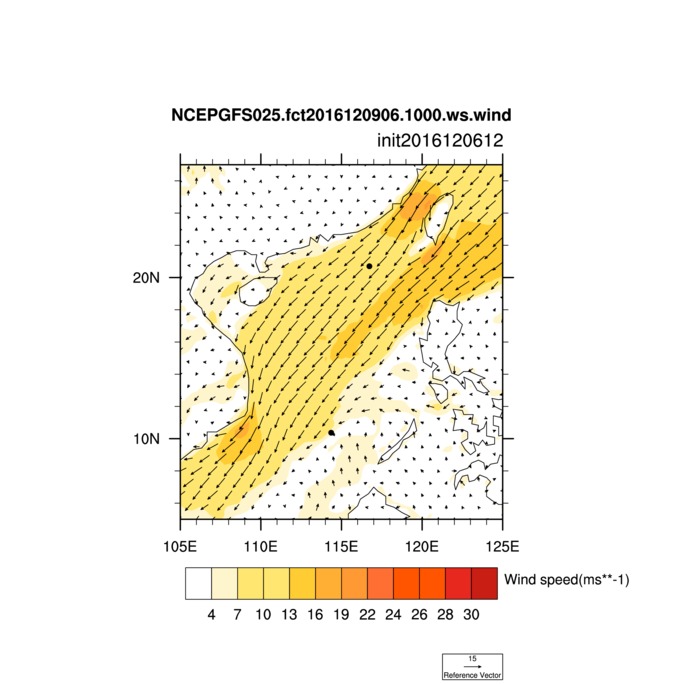 NCEPGFS025.fct2016120906.1000.ws.wind
init2016120612
20N
10N
105E 110E 115E 120E 125E
Wind speed(ms**-1)
4 7 10 13 16 19 22 24 26 28 30
15
Reference Vector